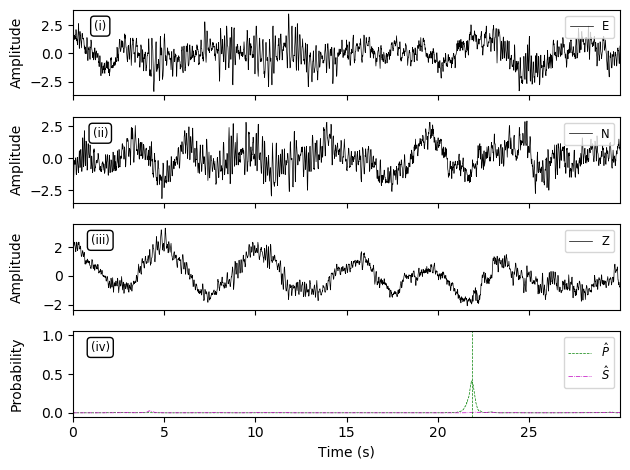 (i)
E
2.5
0.0
−2.5
Amplitude
(ii)
N
2.5
0.0
−2.5
Amplitude
(iii)
Z
2
0
−2
Amplitude
(iv)
P̂
Ŝ
1.0
0.5
0.0
Probability
0 5 10 15 20 25
Time (s)